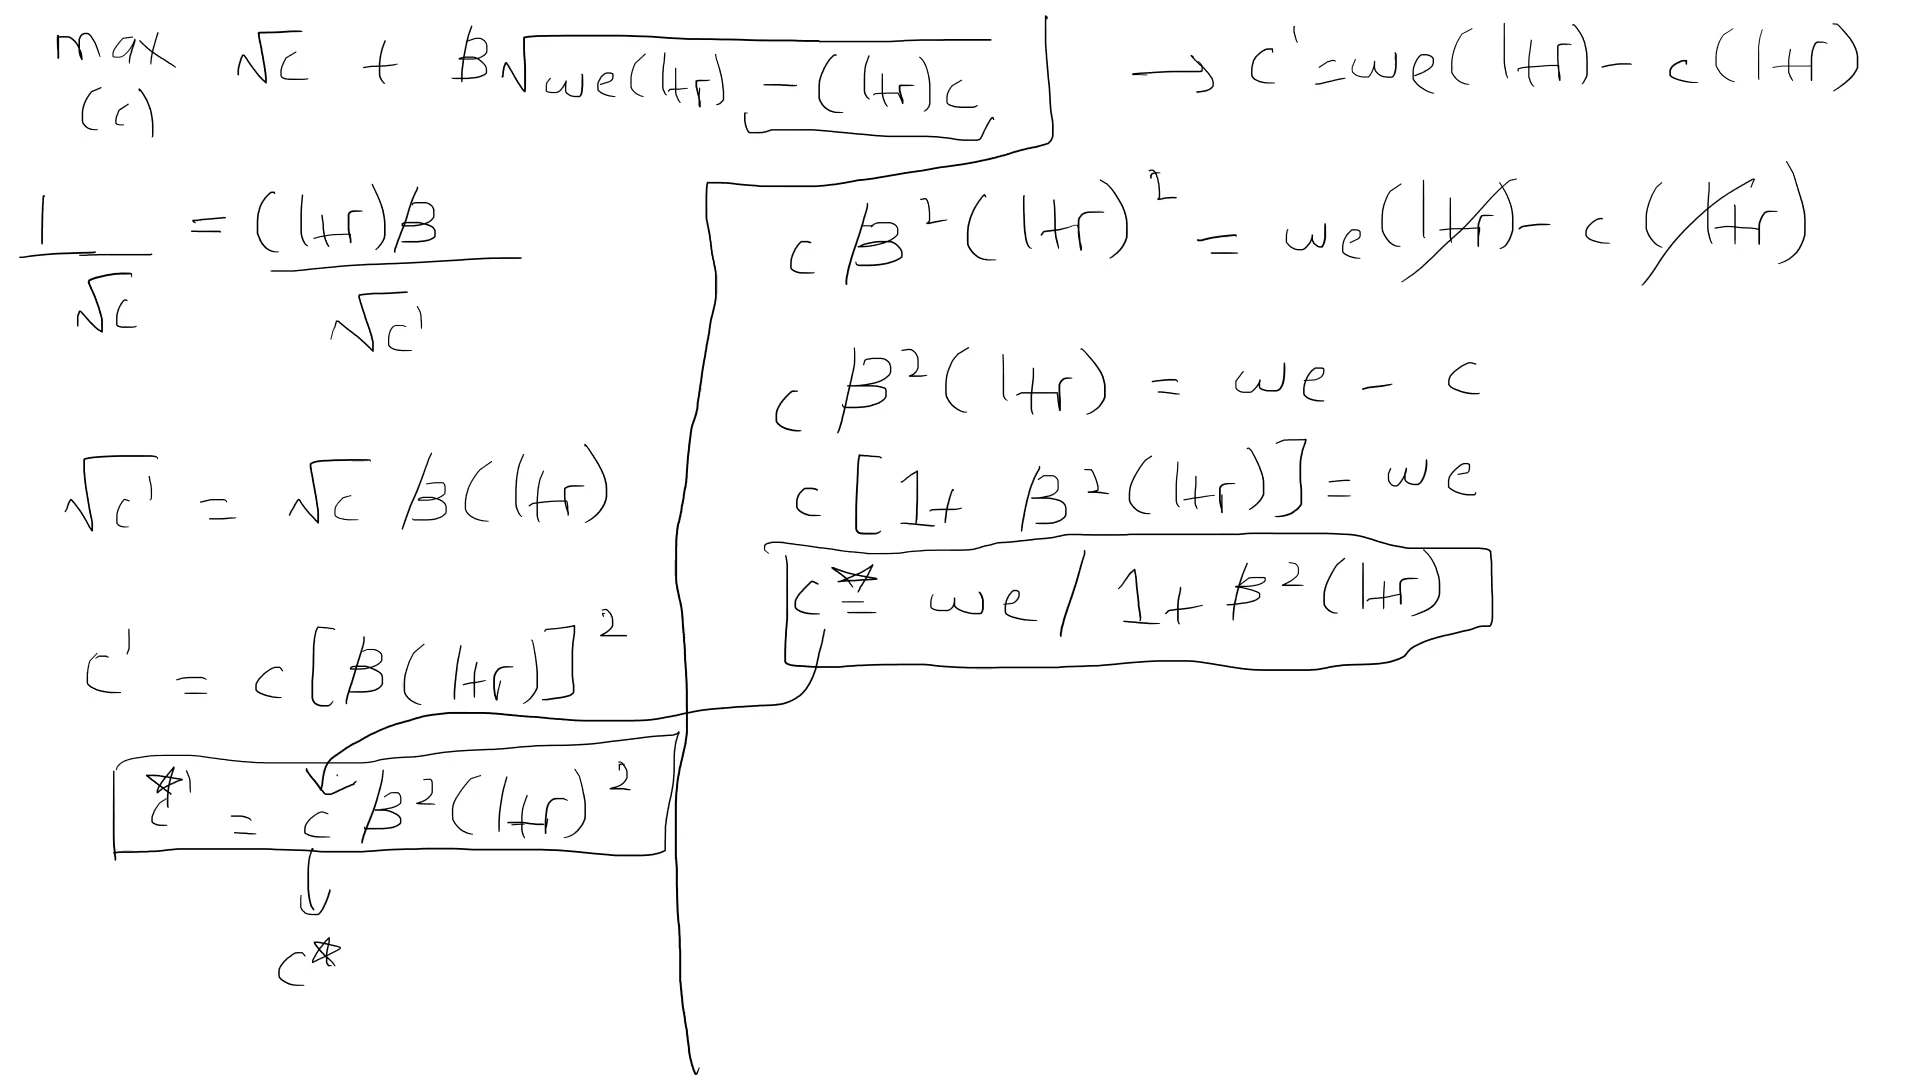 max √c + β√we(1+r) - (1+r)c → c' = we(1+r) - c(1+r)
(c)
1/√c = (1+r)β/√c'
√c' = √c β(1+r)
c' = c[β(1+r)]²
c*' = c β²(1+r)²
c*
c β²(1+r)² = we(1+r) - c(1+r)
c β²(1+r) = we - c
c[1+ β²(1+r)] = we
c* = we / 1+ β²(1+r)